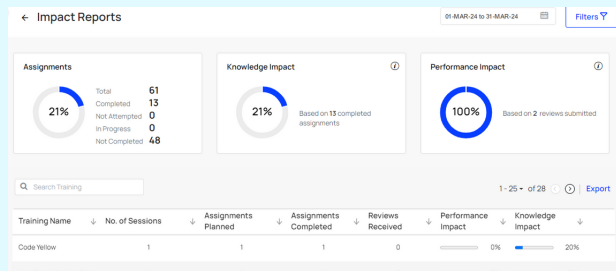 ← Impact Reports
01-MAR-24 to 31-MAR-24
Filters
Assignments
21%
Total 61
Completed 13
Not Attempted 0
In Progress 0
Not Completed 48
Knowledge Impact
21%
Based on 13 completed
assignments
Performance Impact
100%
Based on 2 reviews submitted
Search Training
1 - 25 of 28
Export
Training Name No. of Sessions Assignments Planned Assignments Completed Reviews Received Performance Impact Knowledge Impact
Code Yellow 1 1 1 0 0% 20%